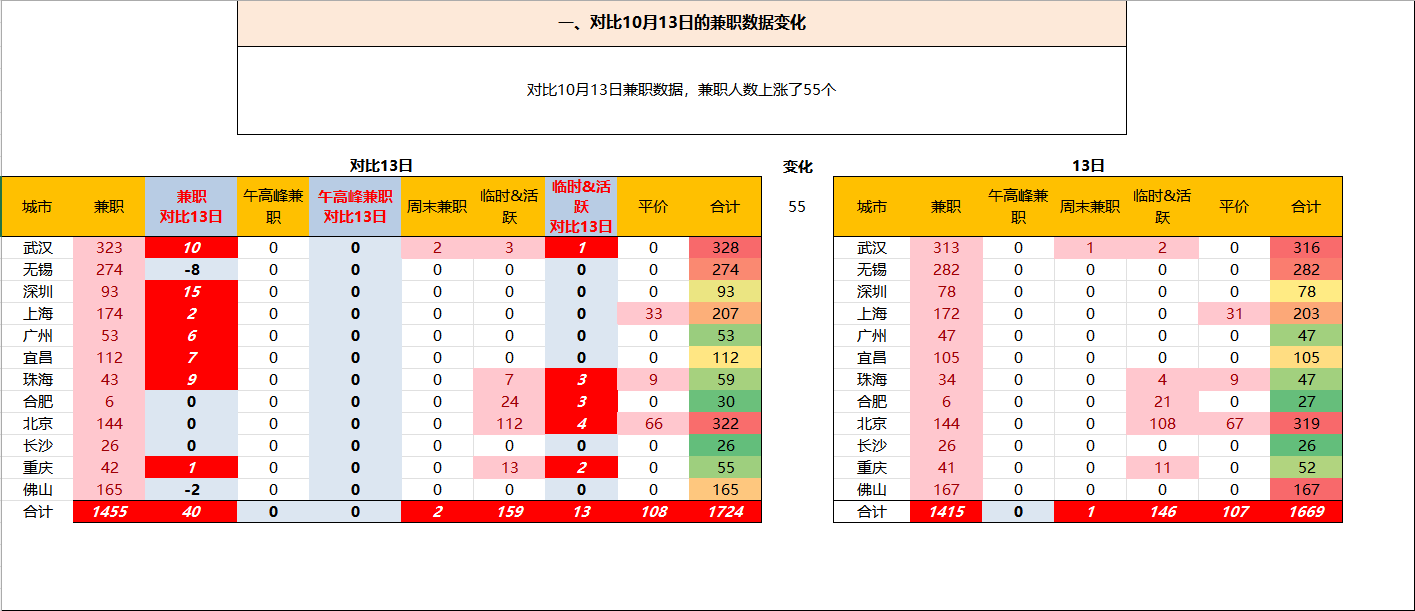 一、对比10月13日的兼职数据变化
对比10月13日兼职数据，兼职人数上涨了55个
对比13日 变化 13日
城市 兼职 兼职对比13日 午高峰兼职 午高峰兼职对比13日 周末兼职 临时&活跃 临时&活跃对比13日 平价 合计 55 城市 兼职 午高峰兼职 周末兼职 临时&活跃 平价 合计
武汉 323 10 0 0 2 3 1 0 328 武汉 313 0 1 2 0 316
无锡 274 -8 0 0 0 0 0 0 274 无锡 282 0 0 0 0 282
深圳 93 15 0 0 0 0 0 0 93 深圳 78 0 0 0 0 78
上海 174 2 0 0 0 0 0 33 207 上海 172 0 0 0 31 203
广州 53 6 0 0 0 0 0 0 53 广州 47 0 0 0 0 47
宜昌 112 7 0 0 0 0 0 0 112 宜昌 105 0 0 0 0 105
珠海 43 9 0 0 0 7 3 9 59 珠海 34 0 0 4 9 47
合肥 6 0 0 0 0 24 3 0 30 合肥 6 0 0 21 0 27
北京 144 0 0 0 0 112 4 66 322 北京 144 0 0 108 67 319
长沙 26 0 0 0 0 0 0 0 26 长沙 26 0 0 0 0 26
重庆 42 1 0 0 0 13 2 0 55 重庆 41 0 0 11 0 52
佛山 165 -2 0 0 0 0 0 0 165 佛山 167 0 0 0 0 167
合计 1455 40 0 0 2 159 13 108 1724 合计 1415 0 1 146 107 1669